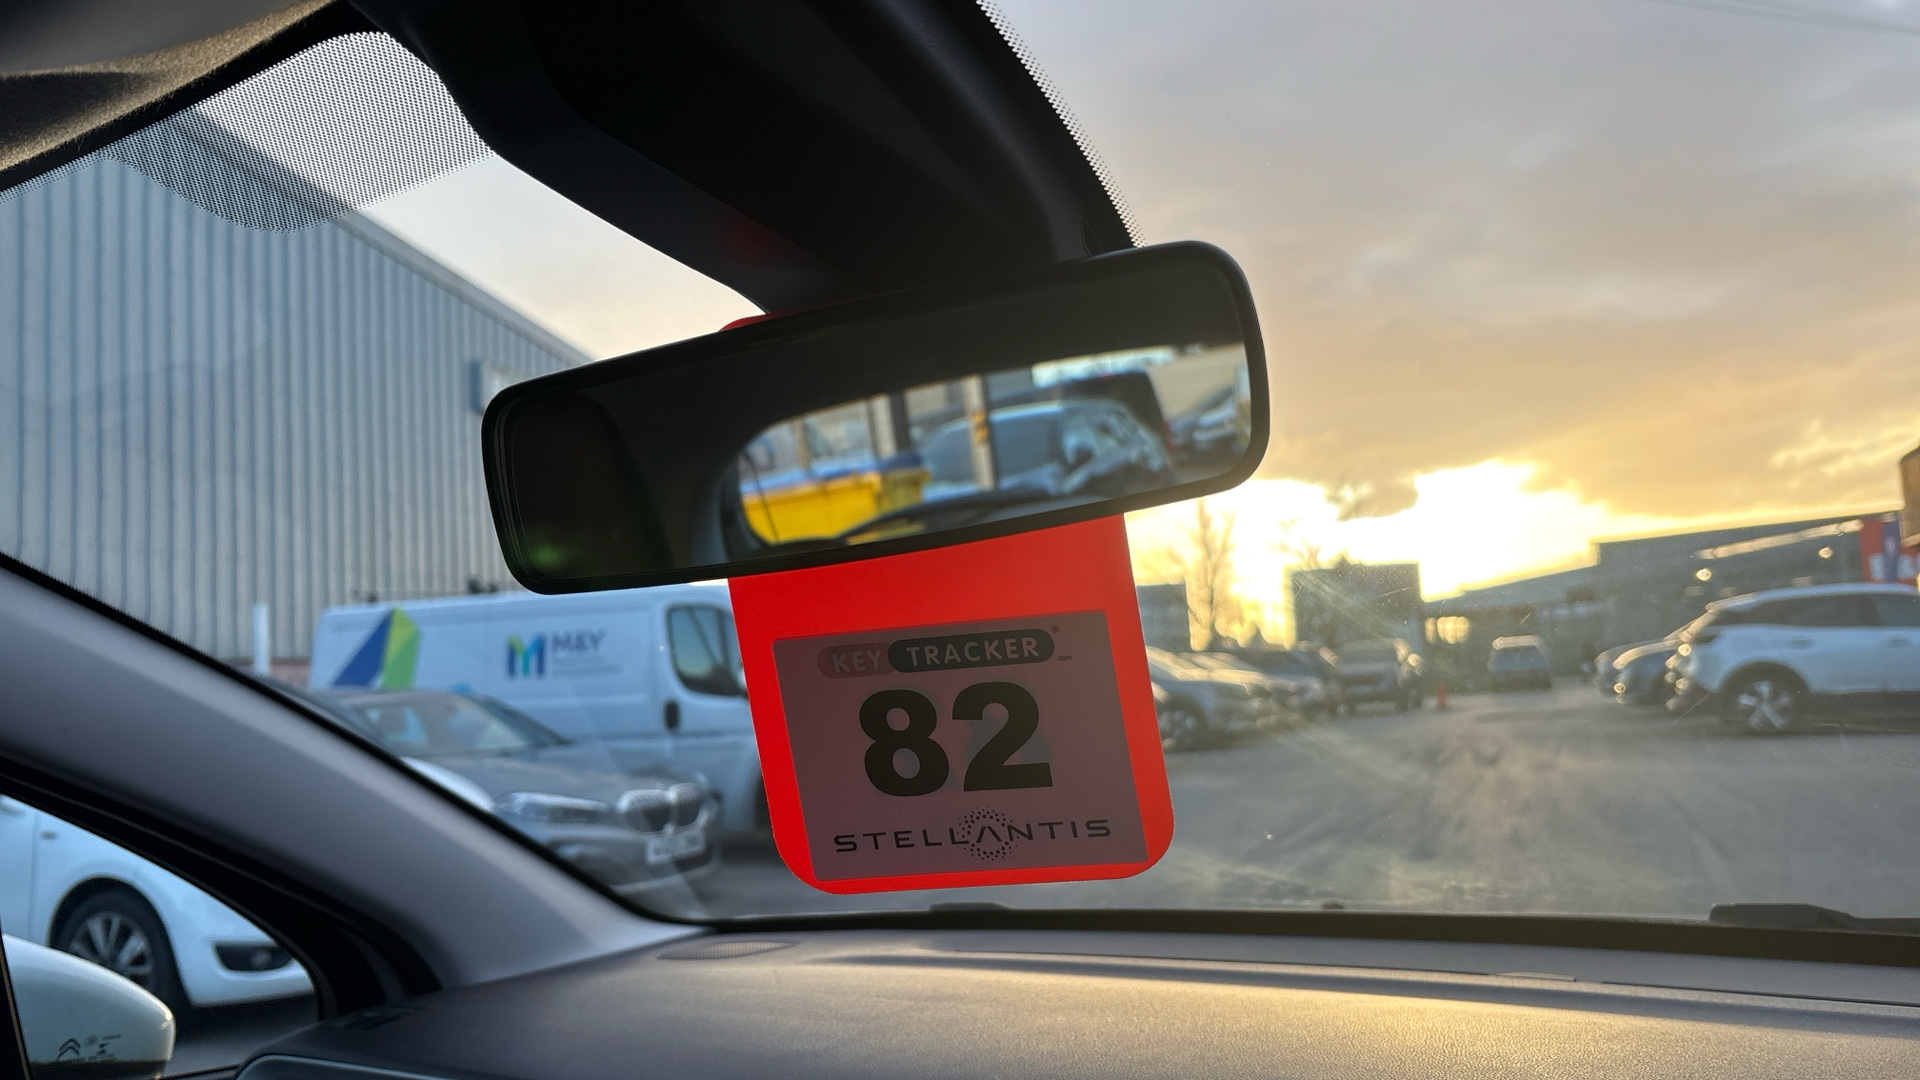 M&Y
KEY TRACKER®
82
STELLANTIS